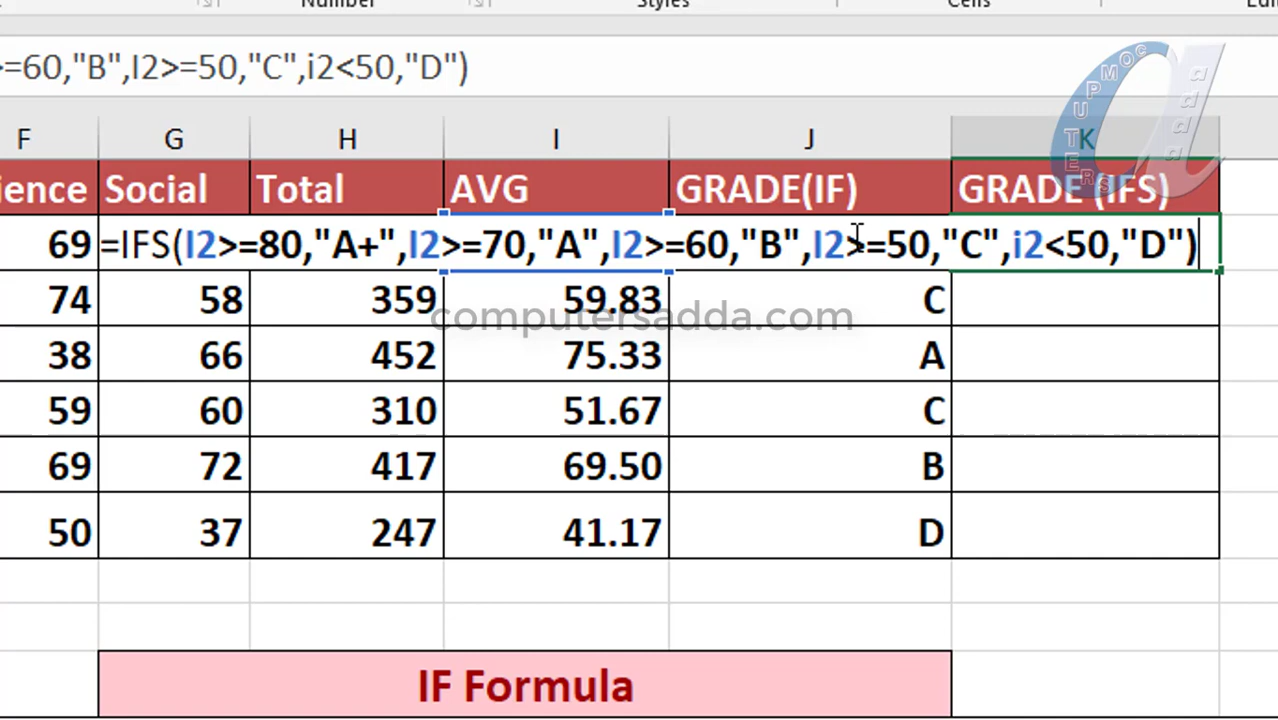 Number Styles Cells
>=60,"B",I2>=50,"C",i2<50,"D")
F G H I J K
ience Social Total AVG GRADE(IF) GRADE (IFS)
69 =IFS(I2>=80,"A+",I2>=70,"A",I2>=60,"B",I2>=50,"C",i2<50,"D")
74 58 359 59.83 C
computersadda.com
38 66 452 75.33 A
59 60 310 51.67 C
69 72 417 69.50 B
50 37 247 41.17 D
IF Formula
COMPUTERS
adda